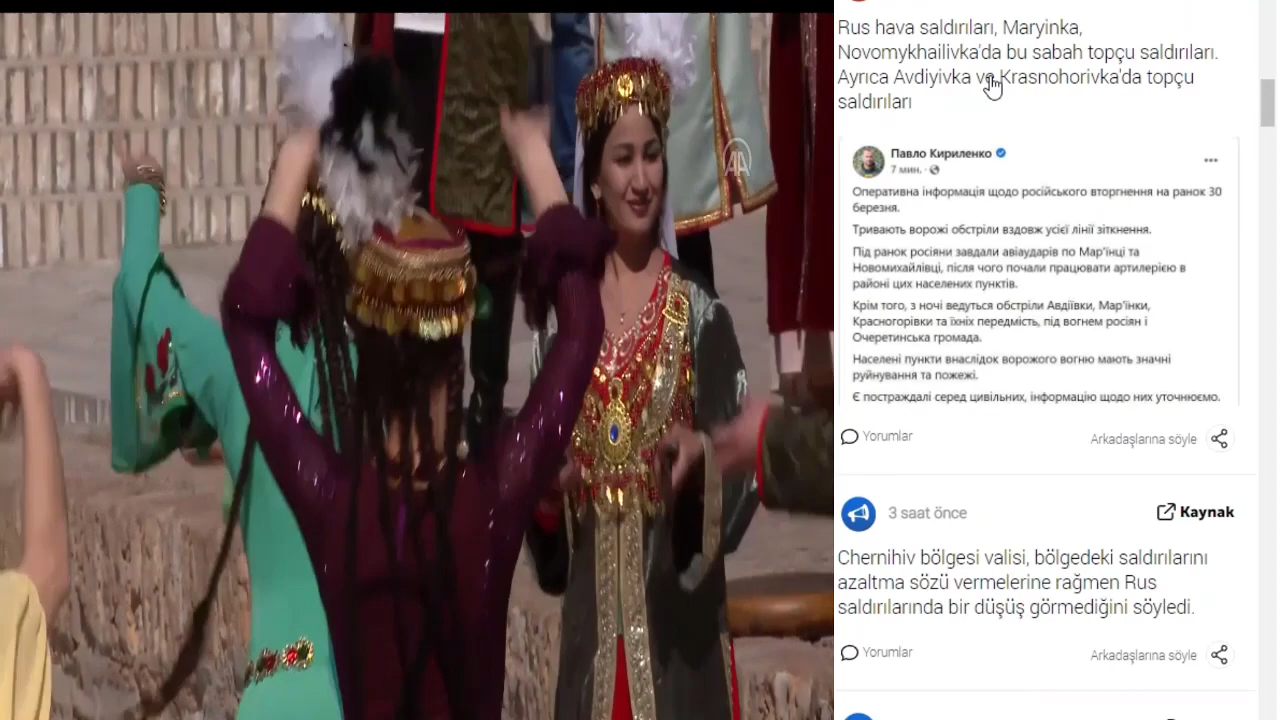 AA
Rus hava saldırıları, Maryinka,
Novomykhailivka'da bu sabah topçu saldırıları.
Ayrıca Avdiyivka ve Krasnohorivka'da topçu
saldırıları
Павло Кириленко
7 мин. ·
Оперативна інформація щодо російського вторгнення на ранок 30
березня.
Тривають ворожі обстріли вздовж усієї лінії зіткнення.
Під ранок росіяни завдали авіаударів по Мар'їнці та
Новомихайлівці, після чого почали працювати артилерією в
районі цих населених пунктів.
Крім того, з ночі ведуться обстріли Авдіївки, Мар'їнки,
Красногорівки та їхніх передмість, під вогнем росіян і
Очеретинська громада.
Населені пункти внаслідок ворожого вогню мають значні
руйнування та пожежі.
Є постраждалі серед цивільних, інформацію щодо них уточнюємо.
Yorumlar
Arkadaşlarına söyle
3 saat önce
Kaynak
Chernihiv bölgesi valisi, bölgedeki saldırılarını
azaltma sözü vermelerine rağmen Rus
saldırılarında bir düşüş görmediğini söyledi.
Yorumlar
Arkadaşlarına söyle